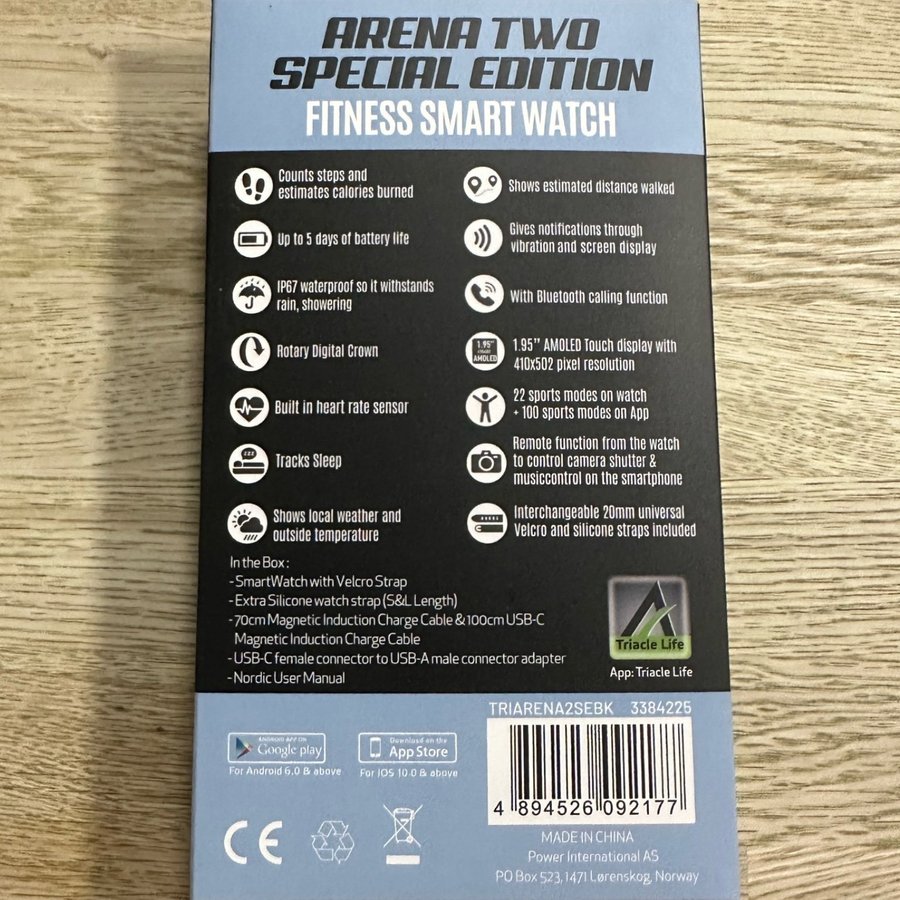 ARENA TWO
SPECIAL EDITION
FITNESS SMART WATCH
Counts steps and
estimates calories burned
Shows estimated distance walked
Up to 5 days of battery life
Gives notifications through
vibration and screen display
IP67 waterproof so it withstands
rain, showering
With Bluetooth calling function
Rotary Digital Crown
1.95"
AMOLED
1.95" AMOLED Touch display with
410x502 pixel resolution
Built in heart rate sensor
22 sports modes on watch
+ 100 sports modes on App
zzz
Tracks Sleep
Remote function from the watch
to control camera shutter &
musiccontrol on the smartphone
Shows local weather and
outside temperature
Interchangeable 20mm universal
Velcro and silicone straps included
In the Box :
- SmartWatch with Velcro Strap
- Extra Silicone watch strap (S&L Length)
- 70cm Magnetic Induction Charge Cable & 100cm USB-C
Magnetic Induction Charge Cable
- USB-C female connector to USB-A male connector adapter
- Nordic User Manual
Triacle Life
App: Triacle Life
TRIARENA2SEBK 3384225
ANDROID APP ON
Google play
For Android 6.0 & above
Download on the
App Store
For IOS 10.0 & above
4 894526 092177
CE
MADE IN CHINA
Power International AS
PO Box 523, 1471 Lørenskog, Norway